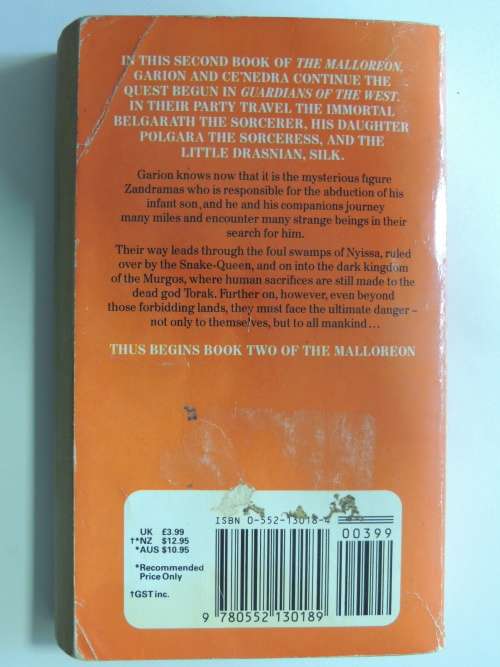 IN THIS SECOND BOOK OF THE MALLOREON,
GARION AND CE'NEDRA CONTINUE THE
QUEST BEGUN IN GUARDIANS OF THE WEST.
IN THEIR PARTY TRAVEL THE IMMORTAL
BELGARATH THE SORCERER, HIS DAUGHTER
POLGARA THE SORCERESS, AND THE
LITTLE DRASNIAN, SILK.
Garion knows now that it is the mysterious figure
Zandramas who is responsible for the abduction of his
infant son, and he and his companions journey
many miles and encounter many strange beings in their
search for him.
Their way leads through the foul swamps of Nyissa, ruled
over by the Snake-Queen, and on into the dark kingdom
of the Murgos, where human sacrifices are still made to the
dead god Torak. Further on, however, even beyond
those forbidding lands, they must face the ultimate danger –
not only to themselves, but to all mankind...
THUS BEGINS BOOK TWO OF THE MALLOREON
UK £3.99
†*NZ $12.95
*AUS $10.95
*Recommended
Price Only
†GST inc.
ISBN 0-552-13018-4
00399
9 780552 130189